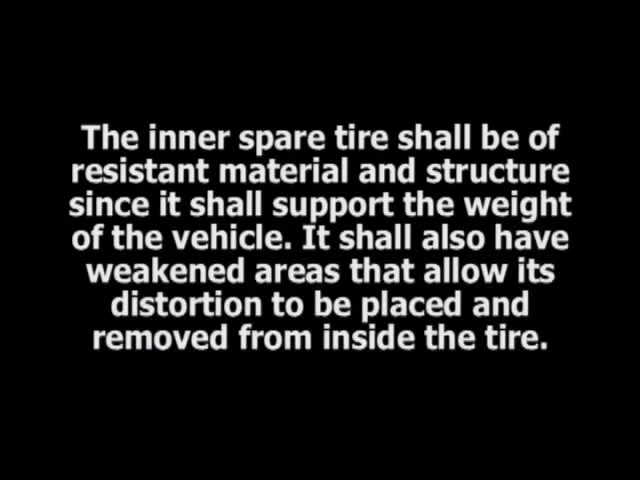 The inner spare tire shall be of
resistant material and structure
since it shall support the weight
of the vehicle. It shall also have
weakened areas that allow its
distortion to be placed and
removed from inside the tire.